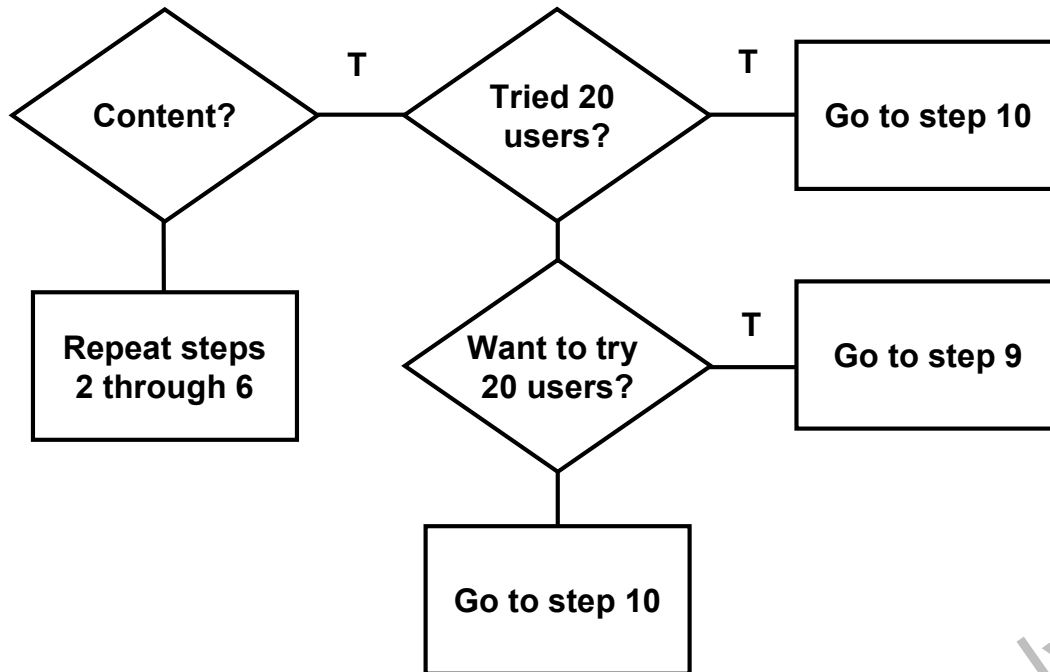 T
T
Content?
Tried 20
users?
Go to step 10
Repeat steps
2 through 6
Want to try
20 users?
T
Go to step 9
Go to step 10